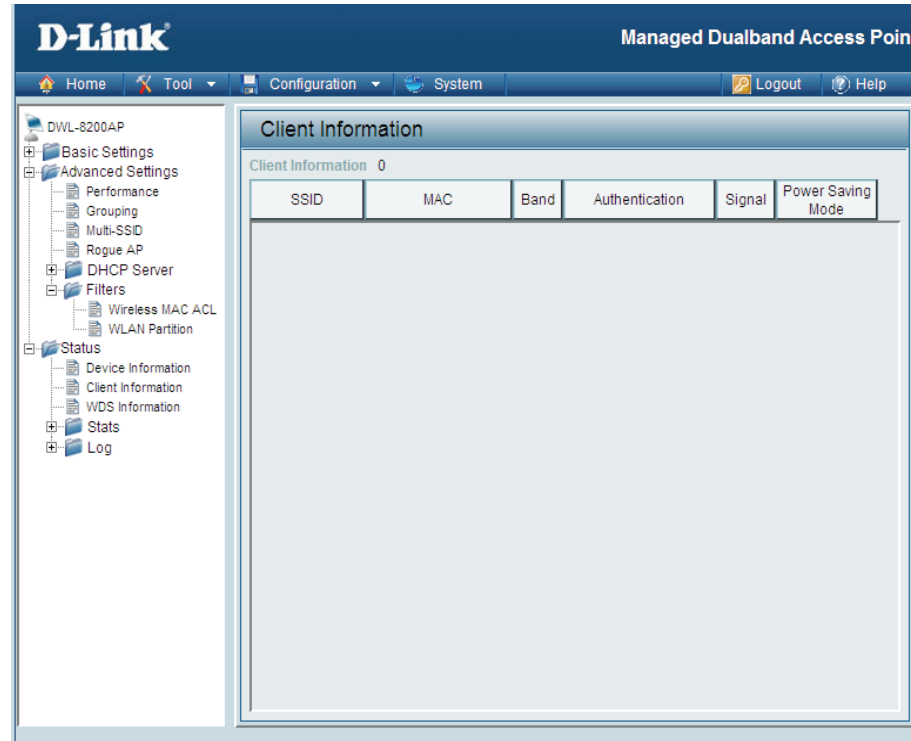 D-Link
Managed Dualband Access Poin
Home Tool Configuration System Logout Help
DWL-8200AP
Basic Settings
Advanced Settings
Performance
Grouping
Multi-SSID
Rogue AP
DHCP Server
Filters
Wireless MAC ACL
WLAN Partition
Status
Device Information
Client Information
WDS Information
Stats
Log
Client Information
Client Information 0
SSID MAC Band Authentication Signal Power Saving Mode